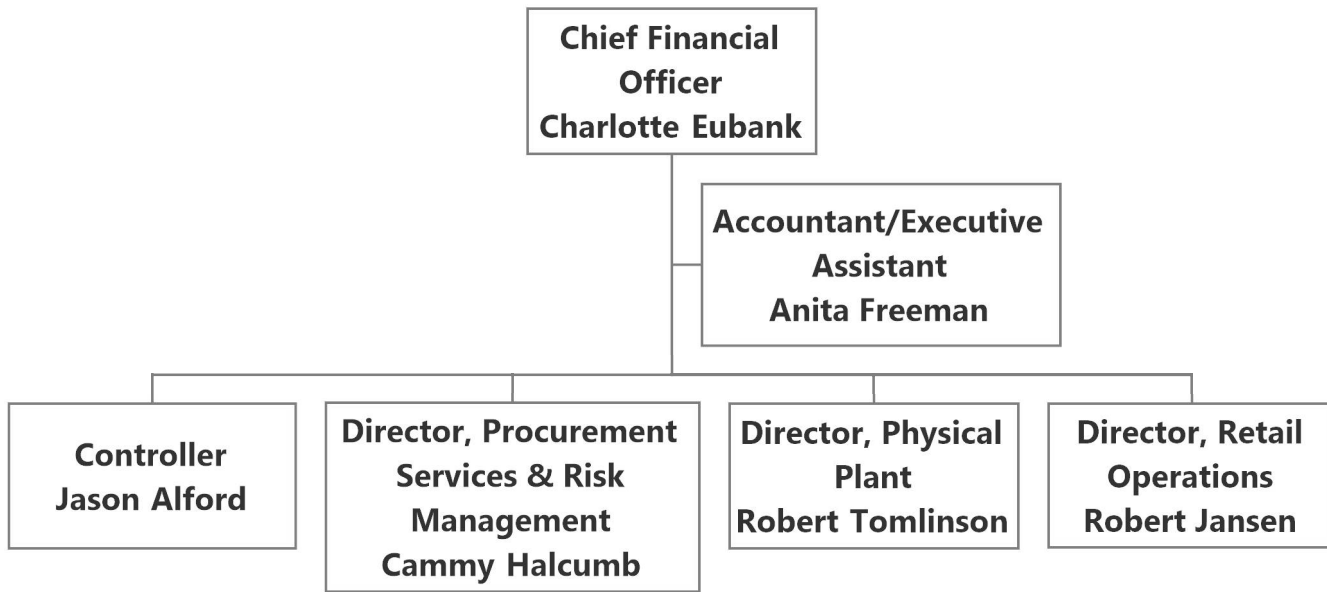 Chief Financial
Officer
Charlotte Eubank
Accountant/Executive
Assistant
Anita Freeman
Controller
Jason Alford
Director, Procurement
Services & Risk
Management
Cammy Halcumb
Director, Physical
Plant
Robert Tomlinson
Director, Retail
Operations
Robert Jansen